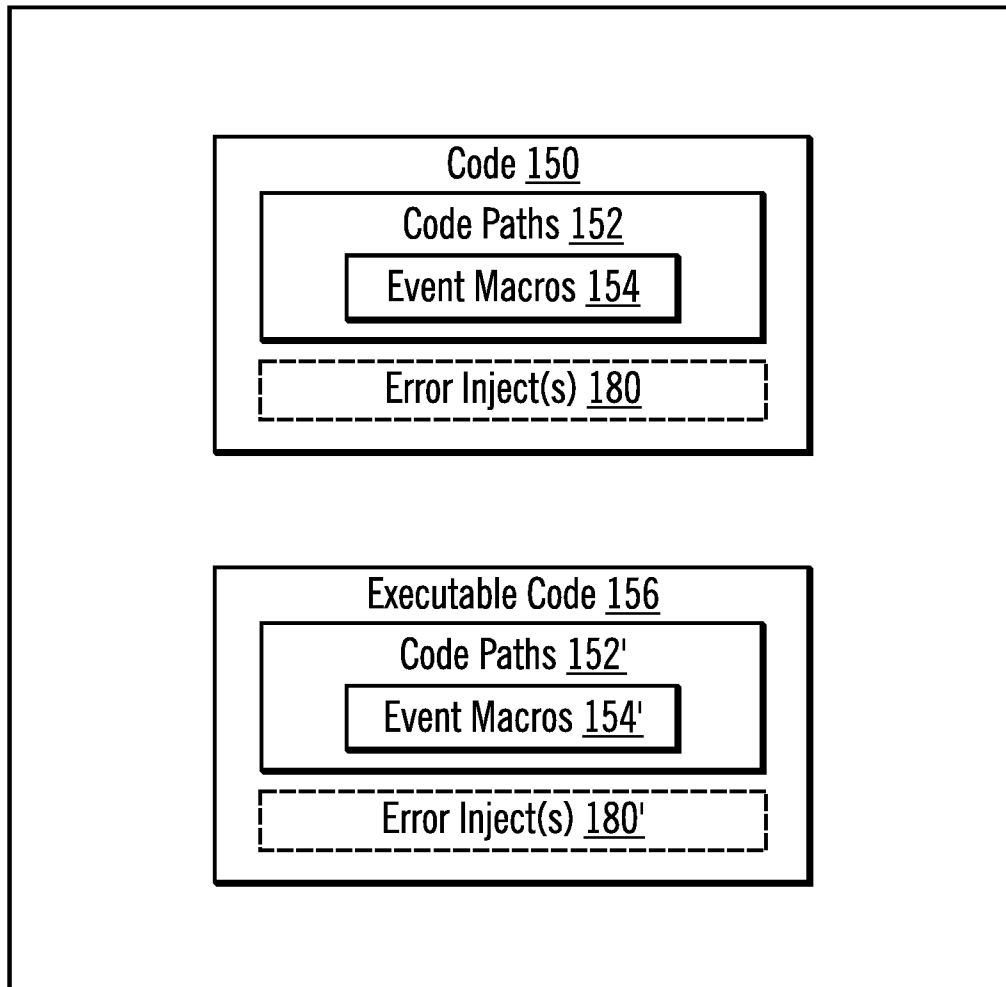 Code 150
Code Paths 152
Event Macros 154
Error Inject(s) 180
Executable Code 156
Code Paths 152'
Event Macros 154'
Error Inject(s) 180'